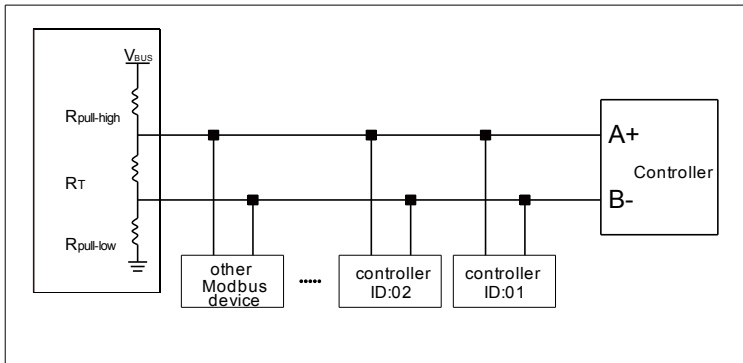 VBUS
Rpull-high
RT
Rpull-low
A+
Controller
B-
other
Modbus
device
.....
controller
ID:02
controller
ID:01